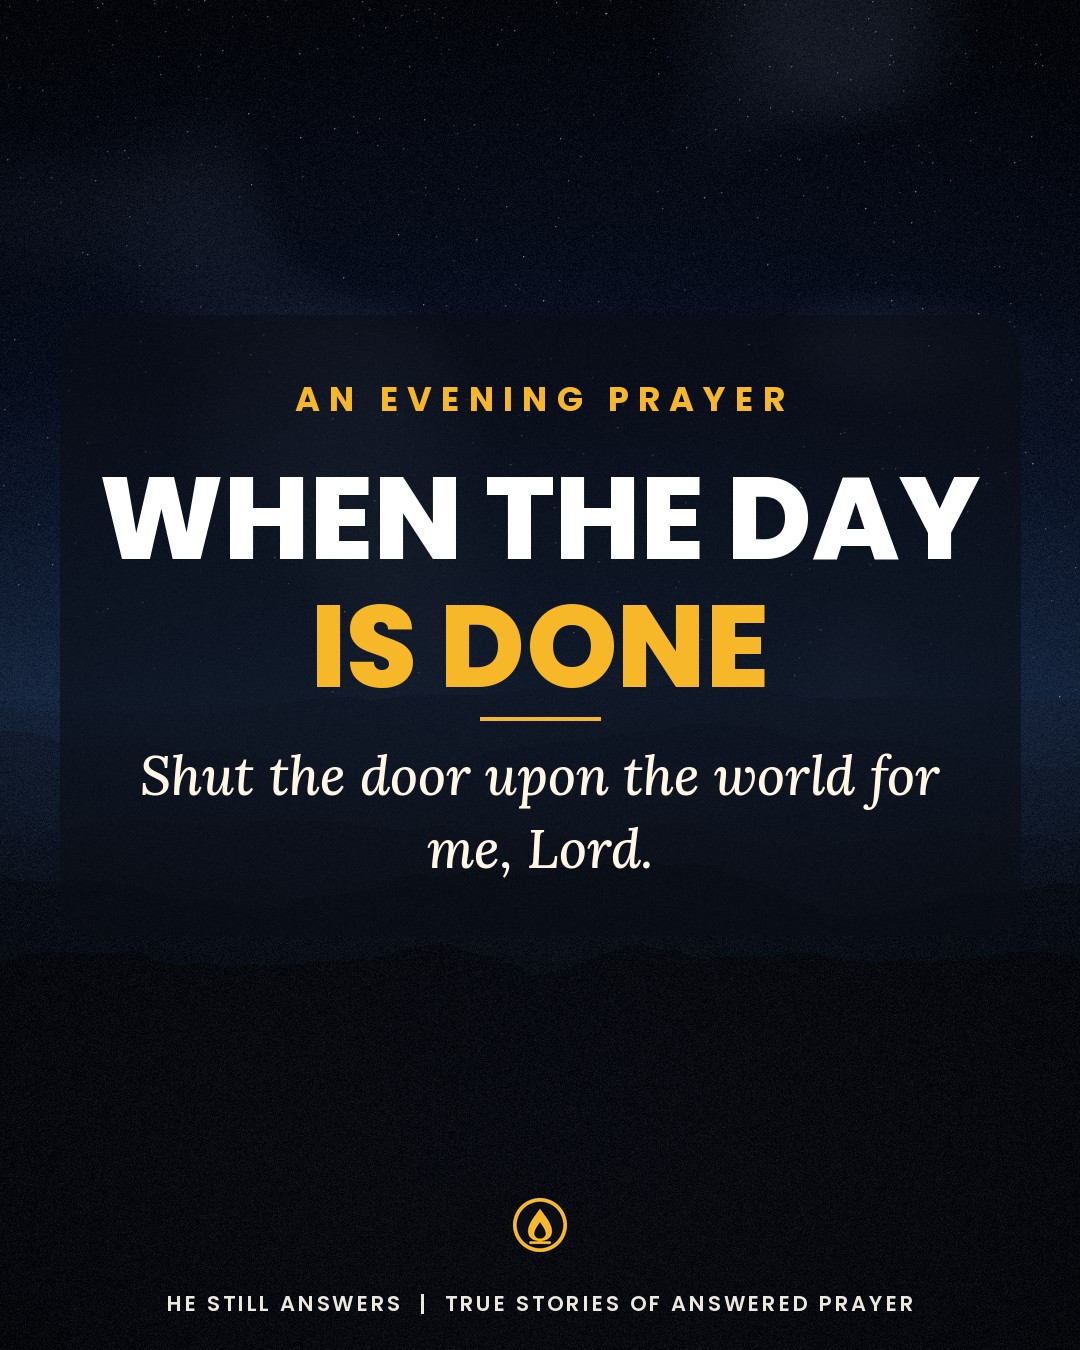 AN EVENING PRAYER
WHEN THE DAY
IS DONE
Shut the door upon the world for
me, Lord.
HE STILL ANSWERS | TRUE STORIES OF ANSWERED PRAYER